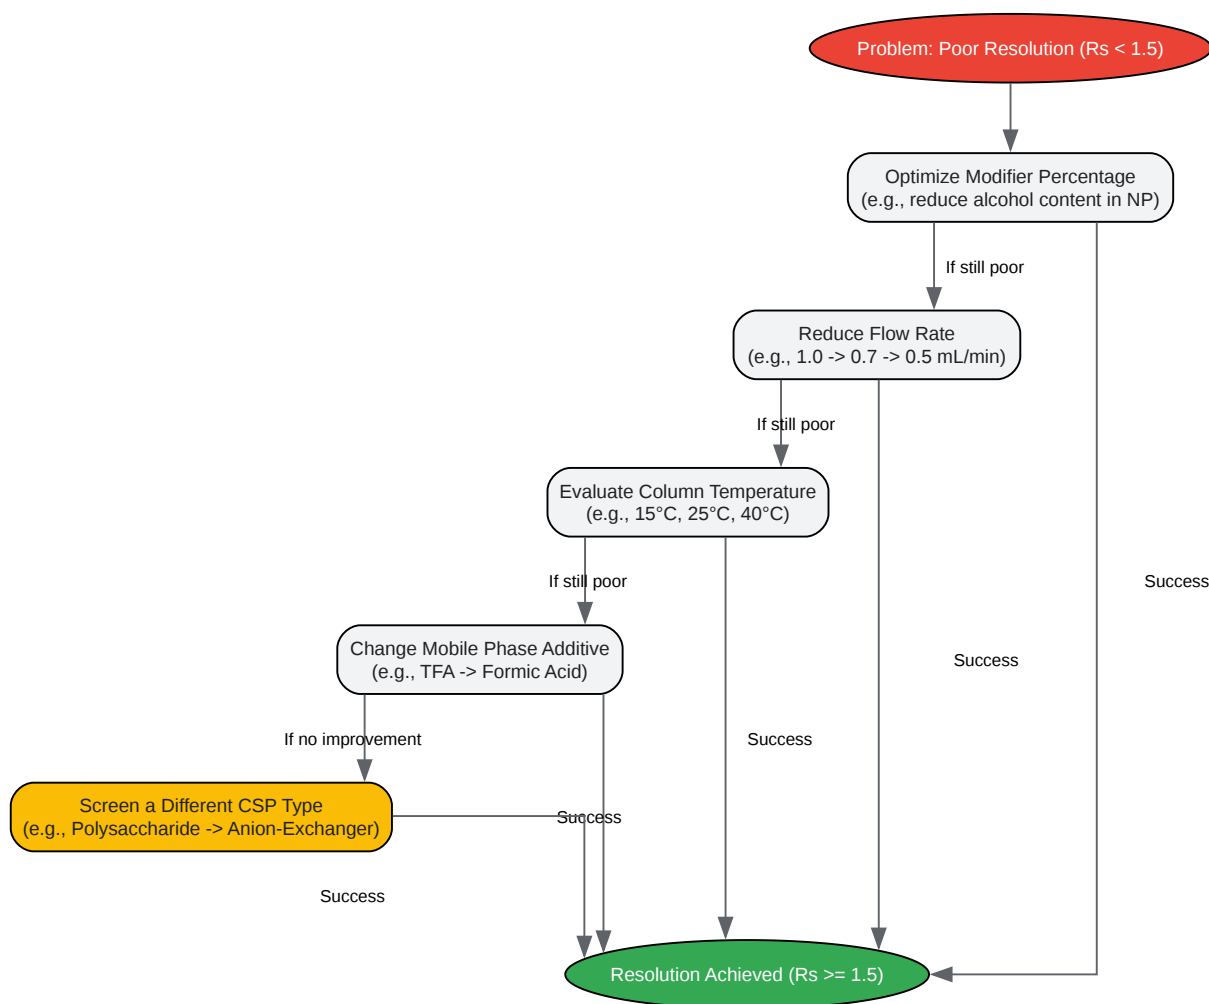 Problem: Poor Resolution (Rs < 1.5)
Optimize Modifier Percentage
(e.g., reduce alcohol content in NP)
If still poor
Reduce Flow Rate
(e.g., 1.0 -> 0.7 -> 0.5 mL/min)
If still poor
Evaluate Column Temperature
(e.g., 15°C, 25°C, 40°C)
If still poor
Success
Change Mobile Phase Additive
(e.g., TFA -> Formic Acid)
Success
If no improvement
Success
Screen a Different CSP Type
(e.g., Polysaccharide -> Anion-Exchanger)
Success
Success
Resolution Achieved (Rs >= 1.5)